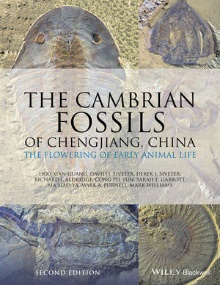 THE CAMBRIAN
FOSSILS
OF CHENGJIANG, CHINA
THE FLOWERING OF EARLY ANIMAL LIFE
HOU XIAN-GUANG, DAVID J. SIVETER, DEREK J. SIVETER,
RICHARD J. ALDRIDGE, CONG PEI-YUN, SARAH E. GABBOTT,
MA XIAO-YA, MARK A. PURNELL, MARK WILLIAMS
SECOND EDITION
WILEY Blackwell